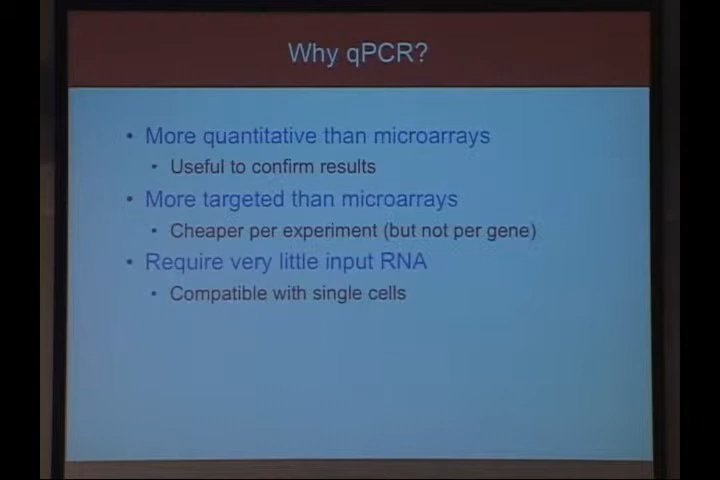 Why qPCR?
• More quantitative than microarrays
• Useful to confirm results
• More targeted than microarrays
• Cheaper per experiment (but not per gene)
• Require very little input RNA
• Compatible with single cells